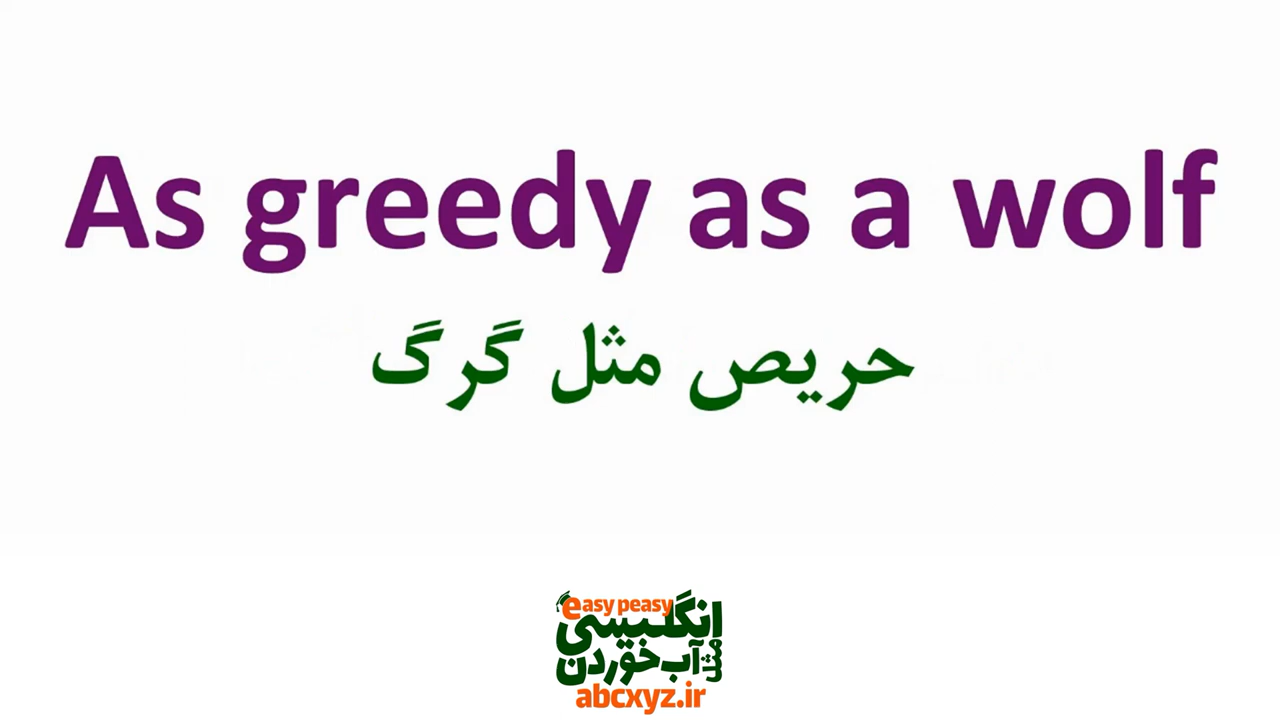 As greedy as a wolf
حریص مثل گرگ
easy peasy
انگلیسی
مثل آب خوردن
abcxyz.ir